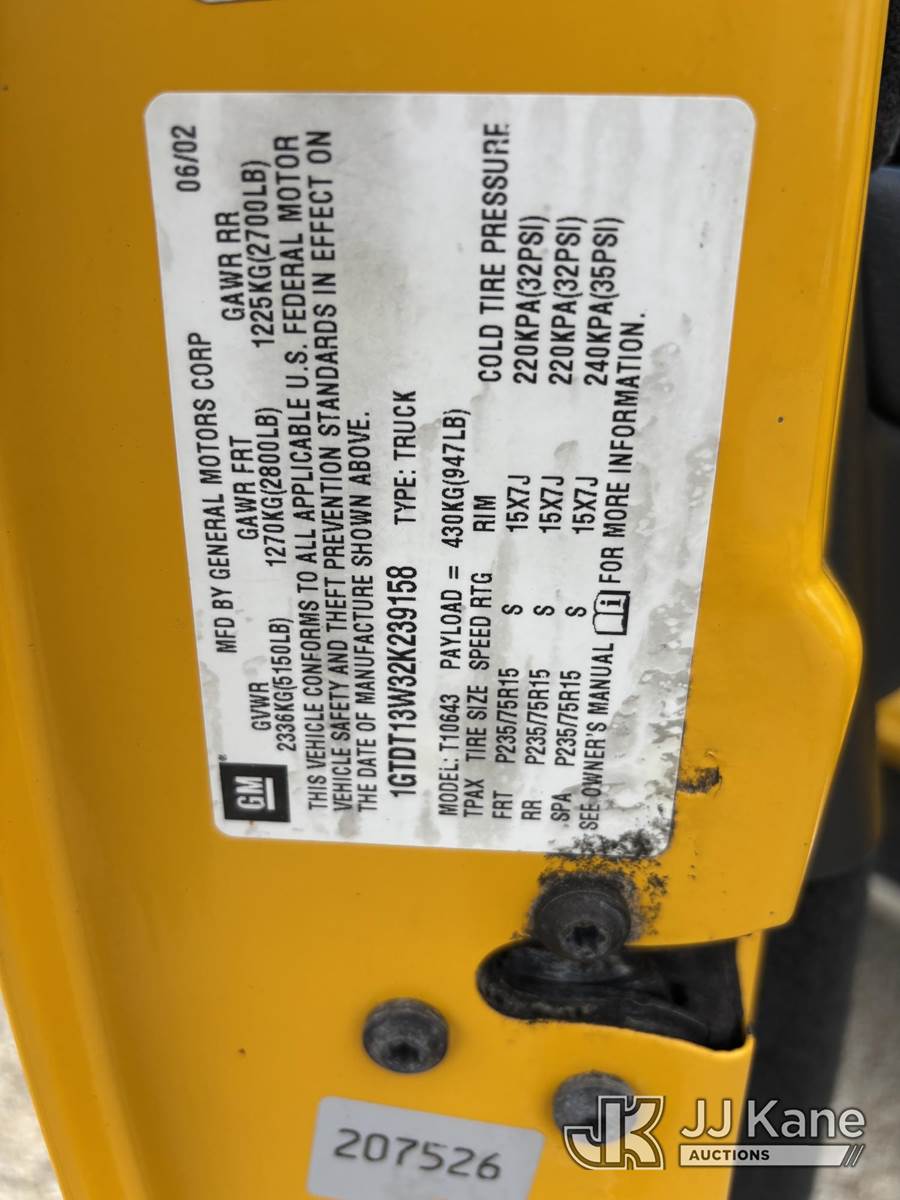 MFD BY GENERAL MOTORS CORP 06/02
GVWR GAWR FRT GAWR RR
2336KG(5150LB) 1270KG(2800LB) 1225KG(2700LB)
GM
THIS VEHICLE CONFORMS TO ALL APPLICABLE U.S. FEDERAL MOTOR
VEHICLE SAFETY AND THEFT PREVENTION STANDARDS IN EFFECT ON
THE DATE OF MANUFACTURE SHOWN ABOVE.
1GTDT13W32K239158 TYPE: TRUCK
MODEL: T10643 PAYLOAD = 430KG(947LB)
TPAX TIRE SIZE SPEED RTG RIM COLD TIRE PRESSURE
FRT P235/75R15 S 15X7J 220KPA(32PSI)
RR P235/75R15 S 15X7J 220KPA(32PSI)
SPA P235/75R15 S 15X7J 240KPA(35PSI)
SEE OWNER'S MANUAL FOR MORE INFORMATION.
207526
JK JJ Kane
AUCTIONS